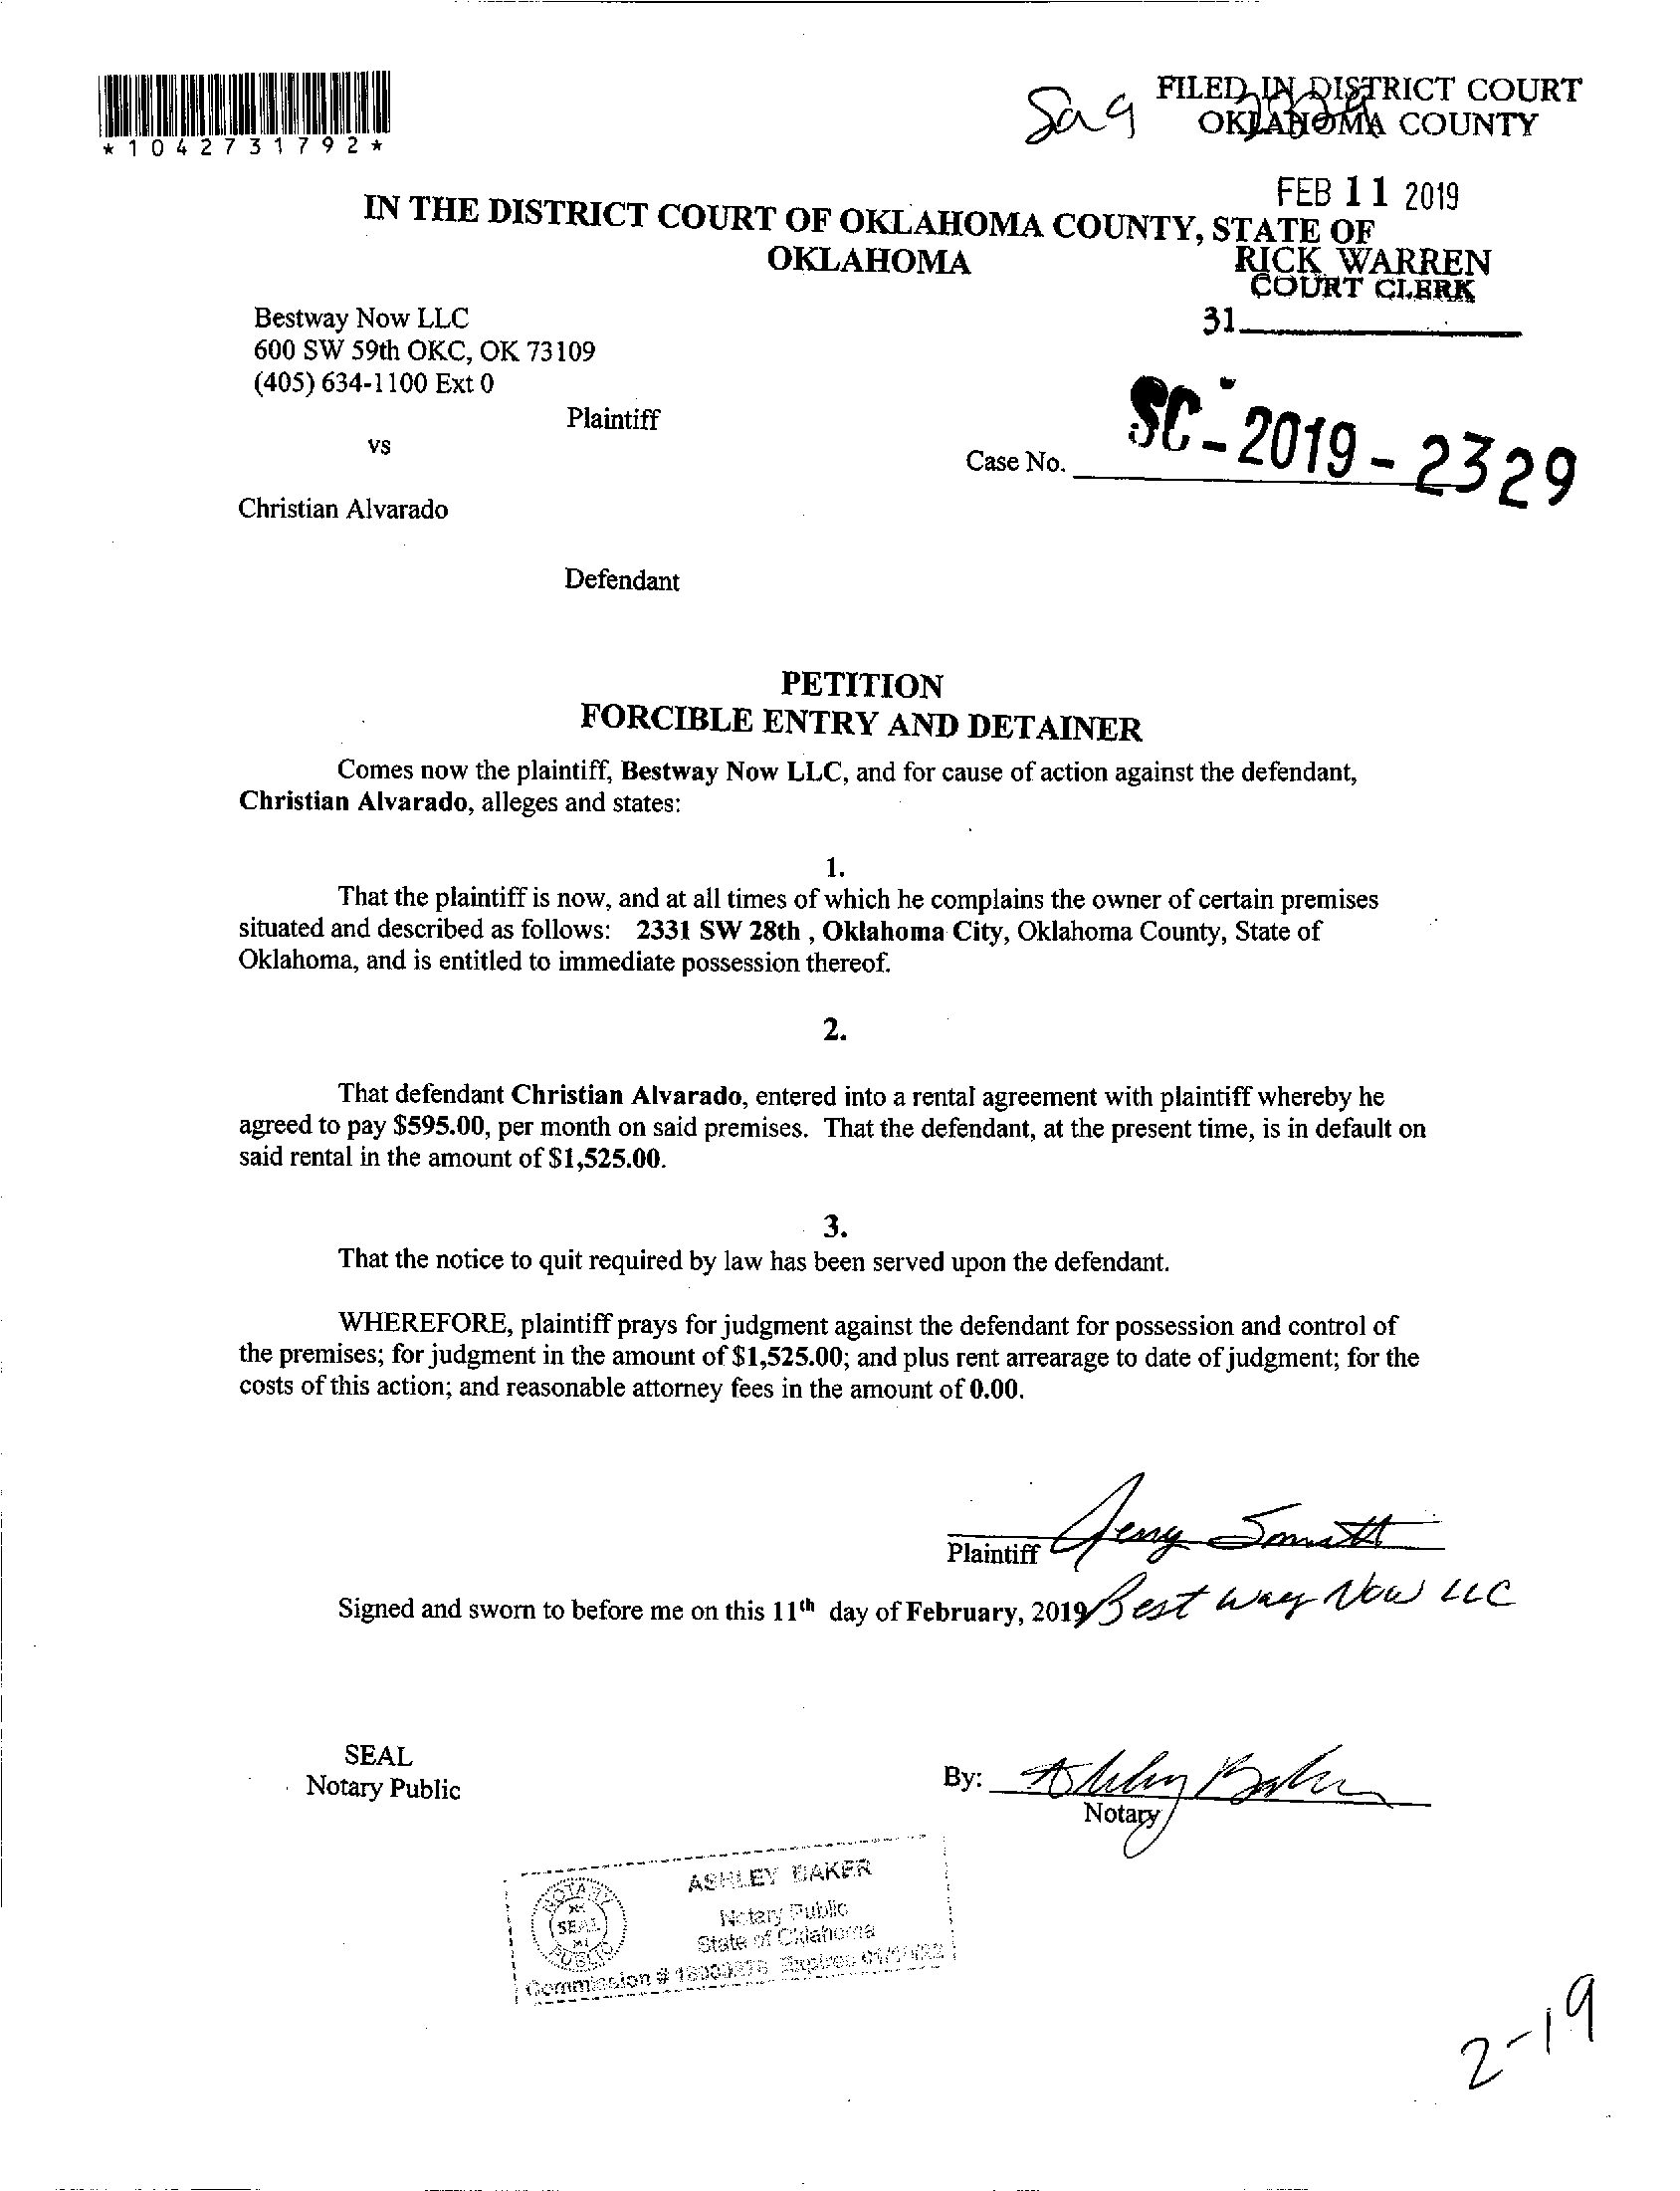 *1042731792*
FILED IN DISTRICT COURT
OKLAHOMA COUNTY
FEB 11 2019
IN THE DISTRICT COURT OF OKLAHOMA COUNTY, STATE OF
OKLAHOMA
RICK WARREN
COURT CLERK
31
Bestway Now LLC
600 SW 59th OKC, OK 73109
(405) 634-1100 Ext 0
Plaintiff
vs
Case No. SC-2019-2329
Christian Alvarado
Defendant
PETITION
FORCIBLE ENTRY AND DETAINER
Comes now the plaintiff, Bestway Now LLC, and for cause of action against the defendant,
Christian Alvarado, alleges and states:
1.
That the plaintiff is now, and at all times of which he complains the owner of certain premises
situated and described as follows: 2331 SW 28th , Oklahoma City, Oklahoma County, State of
Oklahoma, and is entitled to immediate possession thereof.
2.
That defendant Christian Alvarado, entered into a rental agreement with plaintiff whereby he
agreed to pay $595.00, per month on said premises. That the defendant, at the present time, is in default on
said rental in the amount of $1,525.00.
3.
That the notice to quit required by law has been served upon the defendant.
WHEREFORE, plaintiff prays for judgment against the defendant for possession and control of
the premises; for judgment in the amount of $1,525.00; and plus rent arrearage to date of judgment; for the
costs of this action; and reasonable attorney fees in the amount of 0.00.
Plaintiff Jerry
Signed and sworn to before me on this 11th day of February, 2019 Best Way Now LLC
SEAL
Notary Public
By: Ashley Baker
Notary
ASHLEY BAKER
Notary Public
State of Oklahoma
Commission # Expires
NOTARY
SEAL
PUBLIC
2-19